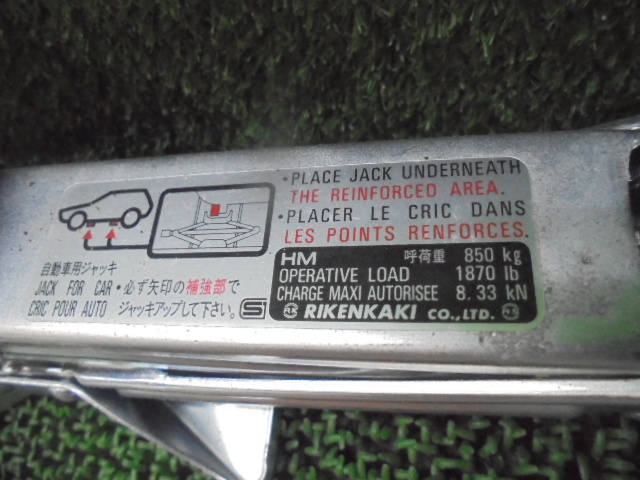 ・PLACE JACK UNDERNEATH
THE REINFORCED AREA.
・PLACER LE CRIC DANS
LES POINTS RENFORCES.
自動車用ジャッキ
JACK FOR CAR
CRIC POUR AUTO
・必ず矢印の補強部で
ジャッキアップして下さい。
HM 呼荷重 850 kg
OPERATIVE LOAD 1870 lb
CHARGE MAXI AUTORISEE 8.33 kN
RIKENKAKI CO.,LTD.